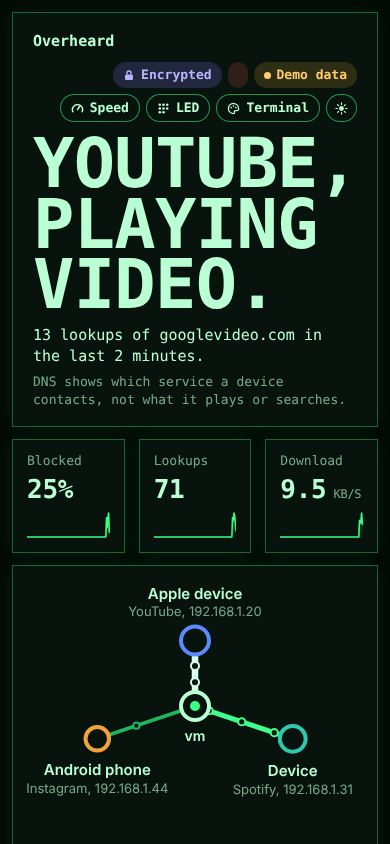 Overheard
Encrypted
Demo data
Speed
LED
Terminal
YOUTUBE,
PLAYING
VIDEO.
13 lookups of googlevideo.com in
the last 2 minutes.
DNS shows which service a device
contacts, not what it plays or searches.
Blocked
Lookups
Download
25%
71
9.5 KB/S
Apple device
YouTube, 192.168.1.20
vm
Android phone
Device
Instagram, 192.168.1.44
Spotify, 192.168.1.31